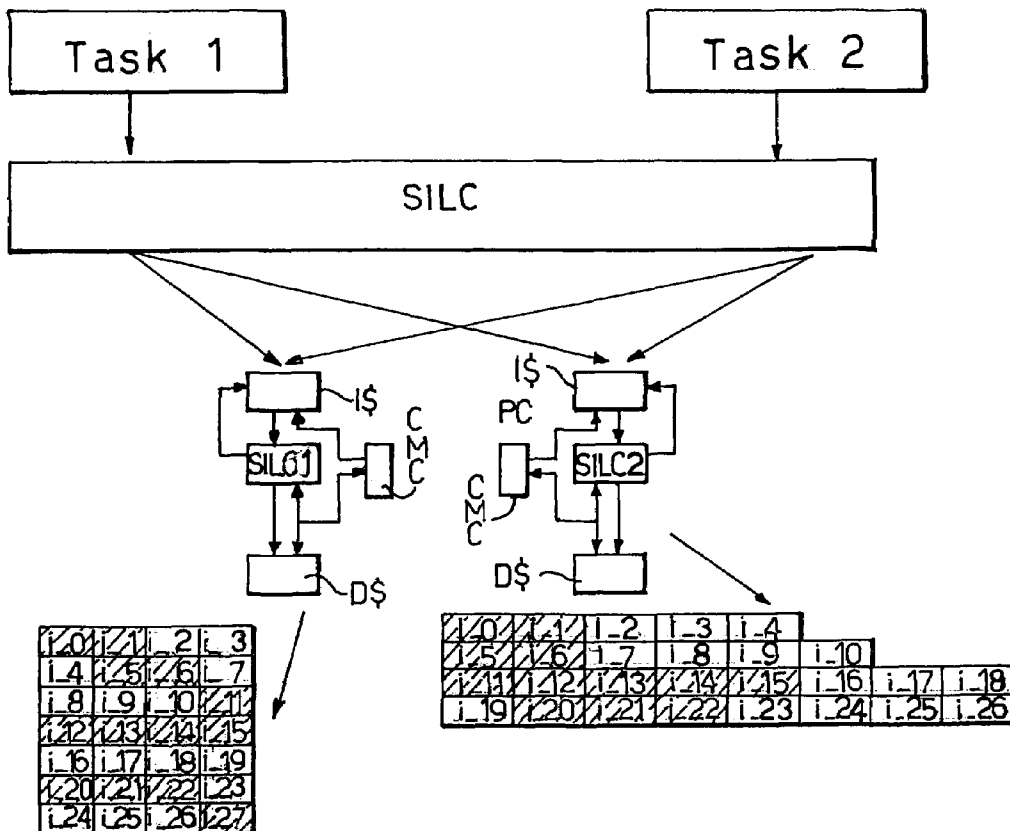 Task 1
Task 2
SILC
I$
I$
C
M
C
PC
SILC1
SILC2
C
M
C
D$
D$
i_0 i_1 i_2 i_3
i_4 i_5 i_6 i_7
i_8 i_9 i_10 i_11
i_12 i_13 i_14 i_15
i_16 i_17 i_18 i_19
i_20 i_21 i_22 i_23
i_24 i_25 i_26 i_27
i_0 i_1 i_2 i_3 i_4
i_5 i_6 i_7 i_8 i_9 i_10
i_11 i_12 i_13 i_14 i_15 i_16 i_17 i_18
i_19 i_20 i_21 i_22 i_23 i_24 i_25 i_26